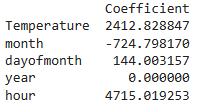 Coefficient
Temperature 2412.828847
month -724.798170
dayofmonth 144.003157
year 0.000000
hour 4715.019253